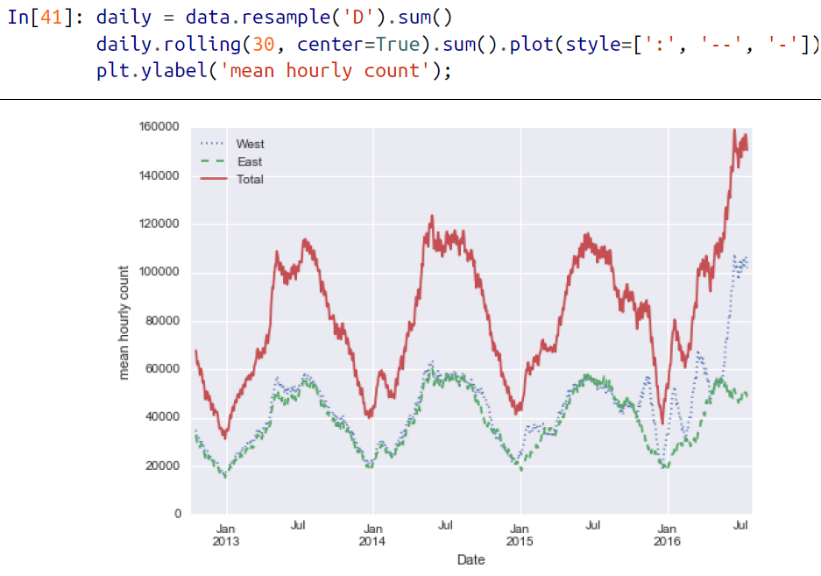 In[41]: daily = data.resample('D').sum()
daily.rolling(30, center=True).sum().plot(style=[':', '--', '-'])
plt.ylabel('mean hourly count');
160000
140000
120000
100000
80000
60000
40000
20000
0
mean hourly count
West
East
Total
Jan Jul Jan Jul Jan Jul Jan Jul
2013 2014 2015 2016
Date